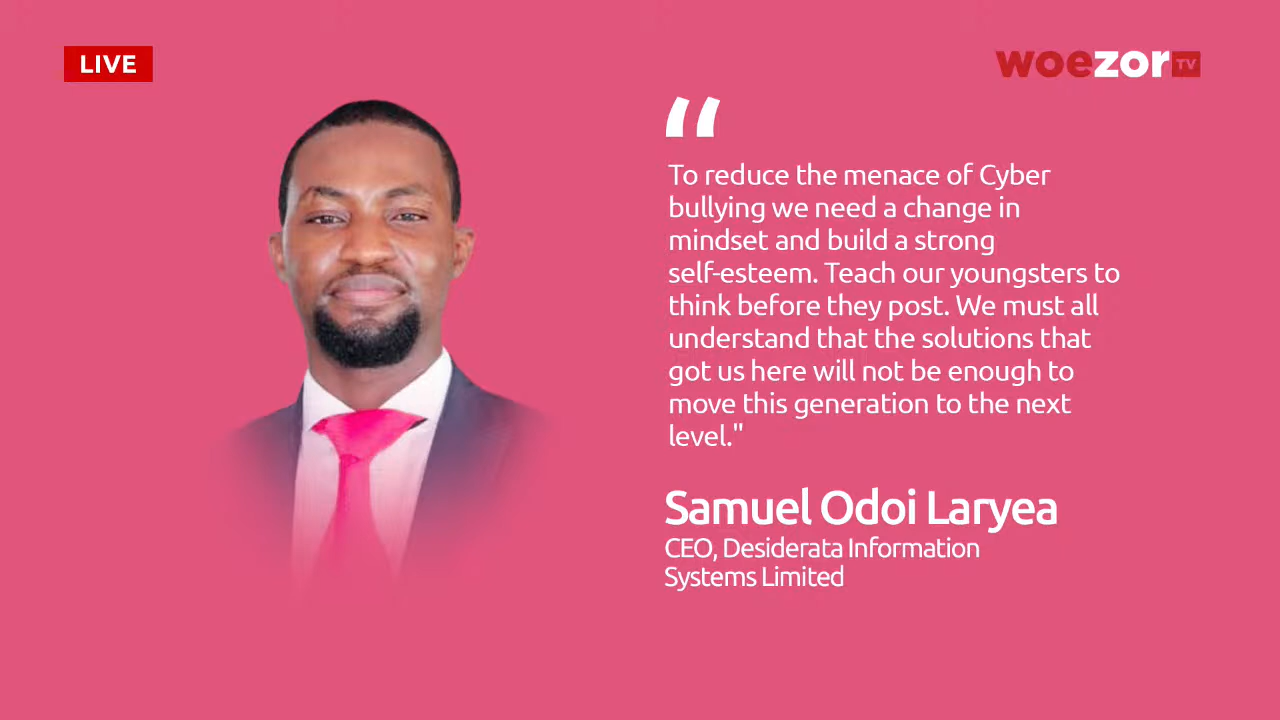 LIVE
woezor TV
“
To reduce the menace of Cyber
bullying we need a change in
mindset and build a strong
self-esteem. Teach our youngsters to
think before they post. We must all
understand that the solutions that
got us here will not be enough to
move this generation to the next
level."
Samuel Odoi Laryea
CEO, Desiderata Information
Systems Limited